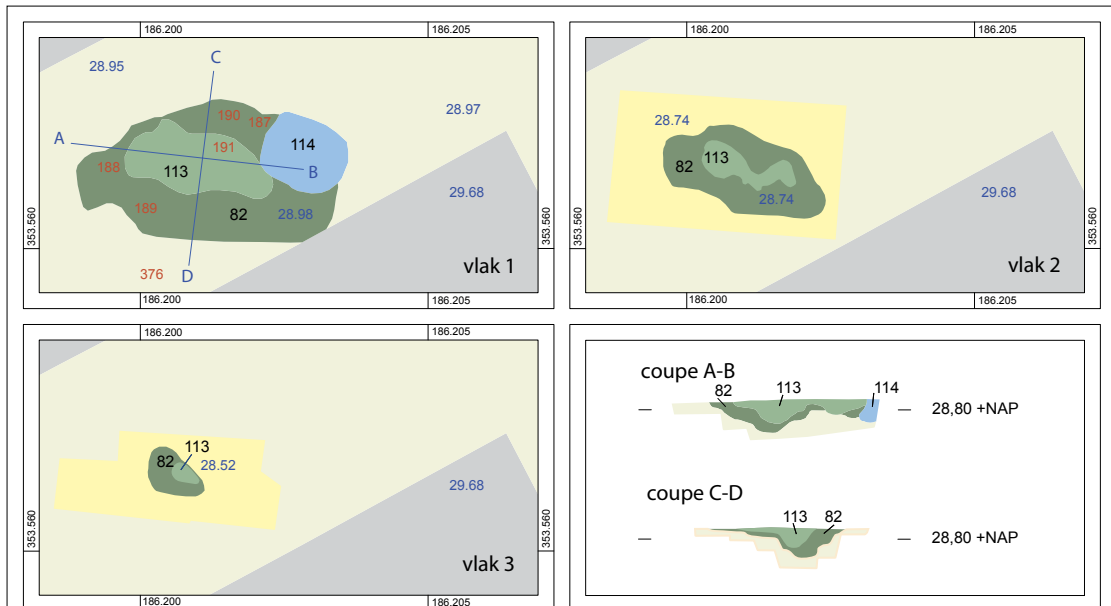 186.200 186.205
C
28.95
28.97
190 187
A 191 114
188 113 B
189 82 28.98 29.68
353.560 353.560
376 D vlak 1
186.200 186.205
186.200 186.205
28.74
82 113
28.74 29.68
353.560 353.560
vlak 2
186.200 186.205
186.200 186.205
113
82 28.52
29.68
353.560 353.560
vlak 3
186.200 186.205
coupe A-B
82 113 114
— — 28,80 +NAP
coupe C-D
113 82
— — 28,80 +NAP